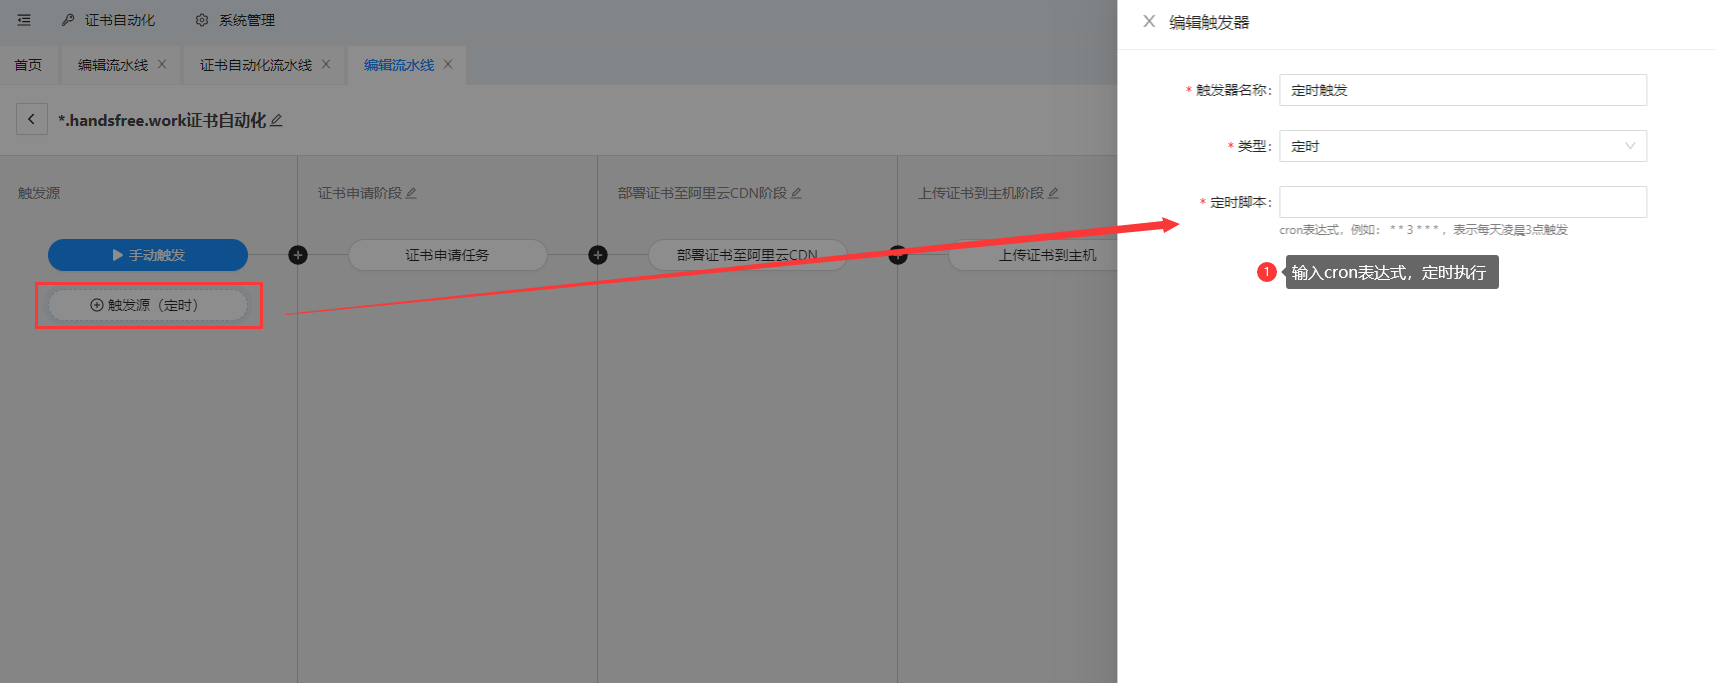 证书自动化 系统管理
首页 编辑流水线 证书自动化流水线 编辑流水线
*.handsfree.work证书自动化
触发源 证书申请阶段 部署证书至阿里云CDN阶段 上传证书到主机阶段
手动触发 证书申请任务 部署证书至阿里云CDN 上传证书到主机
触发源（定时）
编辑触发器
* 触发器名称: 定时触发
* 类型: 定时
* 定时脚本:
cron表达式，例如： * * 3 * * * ，表示每天凌晨3点触发
1 输入cron表达式，定时执行